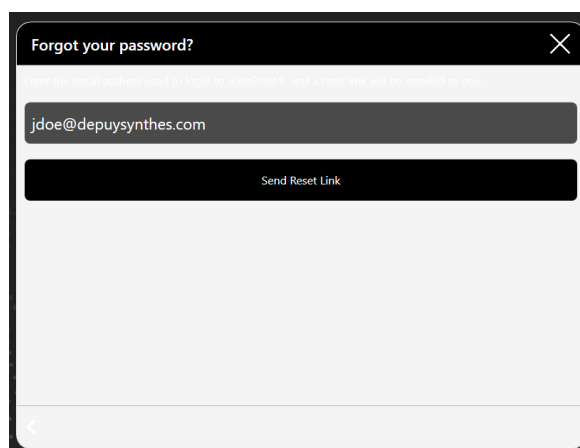 Forgot your password?
Enter the email address used to login to and a reset link will be emailed to you.
jdoe@depuysynthes.com
Send Reset Link